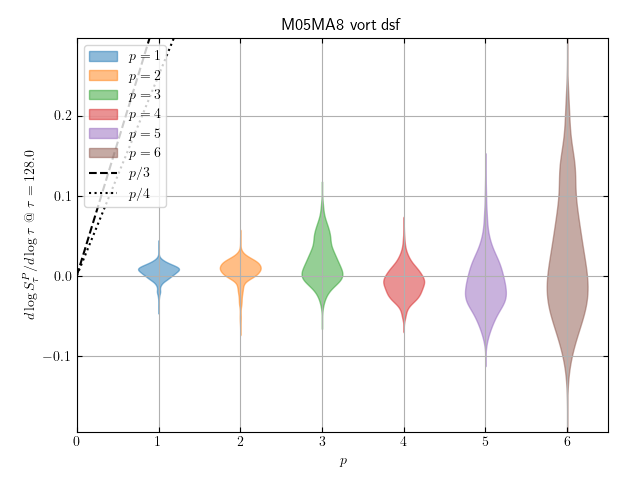 M05MA8 vort dsf
p = 1
p = 2
p = 3
p = 4
p = 5
p = 6
p/3
p/4
0.2
0.1
0.0
−0.1
d log S_τ^P / d log τ @ τ = 128.0
0 1 2 3 4 5 6
p